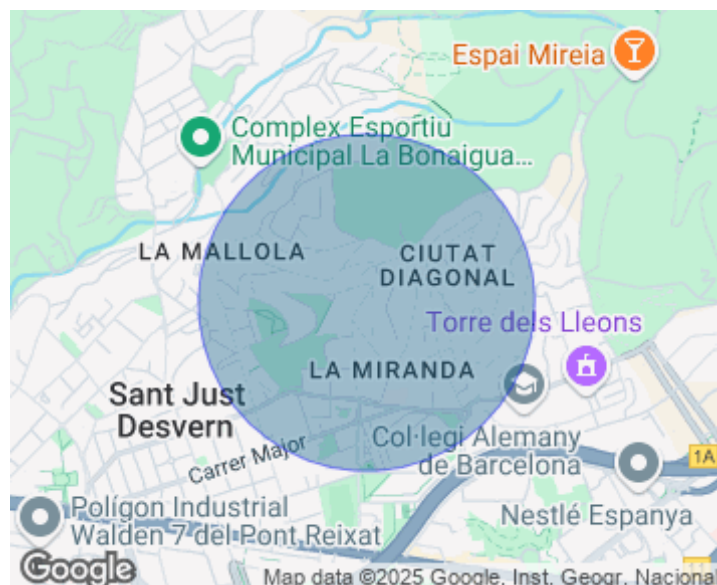 Espai Mireia
Complex Esportiu
Municipal La Bonaigua...
LA MALLOLA
CIUTAT
DIAGONAL
Torre dels Lleons
LA MIRANDA
Sant Just
Desvern
Carrer Major
Col·legi Alemany
de Barcelona
1A
Nestlé Espanya
Polígon Industrial
Walden 7 del Pont Reixat
Google
Map data ©2025 Google, Inst. Geogr. Nacional